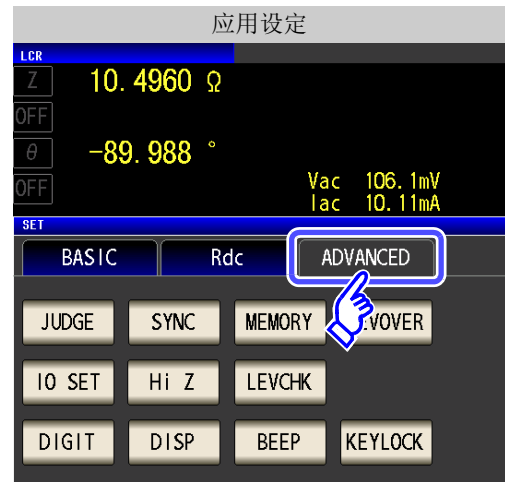 应用设定
LCR
Z 10.4960 Ω
OFF
θ -89.988 °
OFF
Vac 106.1mV
Iac 10.11mA
SET
BASIC Rdc ADVANCED
JUDGE SYNC MEMORY VOVER
IO SET Hi Z LEVCHK
DIGIT DISP BEEP KEYLOCK